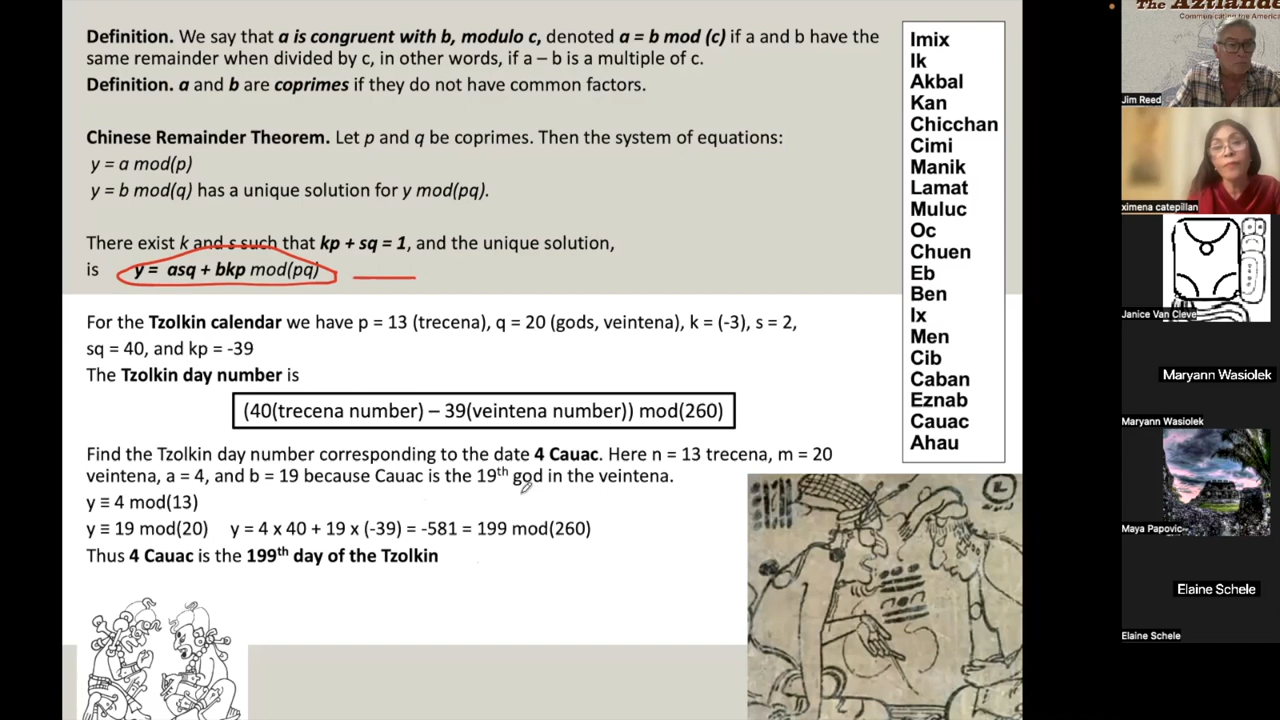 Definition. We say that a is congruent with b, modulo c, denoted a = b mod (c) if a and b have the
same remainder when divided by c, in other words, if a – b is a multiple of c.
Definition. a and b are coprimes if they do not have common factors.
Chinese Remainder Theorem. Let p and q be coprimes. Then the system of equations:
y = a mod(p)
y = b mod(q) has a unique solution for y mod(pq).
There exist k and s such that kp + sq = 1, and the unique solution,
is y = asq + bkp mod(pq)
For the Tzolkin calendar we have p = 13 (trecena), q = 20 (gods, veintena), k = (-3), s = 2,
sq = 40, and kp = -39
The Tzolkin day number is
(40(trecena number) – 39(veintena number)) mod(260)
Find the Tzolkin day number corresponding to the date 4 Cauac. Here n = 13 trecena, m = 20
veintena, a = 4, and b = 19 because Cauac is the 19th god in the veintena.
y ≡ 4 mod(13)
y ≡ 19 mod(20) y = 4 x 40 + 19 x (-39) = -581 = 199 mod(260)
Thus 4 Cauac is the 199th day of the Tzolkin
Imix
Ik
Akbal
Kan
Chicchan
Cimi
Manik
Lamat
Muluc
Oc
Chuen
Eb
Ben
Ix
Men
Cib
Caban
Eznab
Cauac
Ahau
The Aztlander
Communicating the America
Jim Reed
ximena catepillan
Janice Van Cleve
Maryann Wasiolek
Maryann Wasiolek
Maya Papovic
Elaine Schele
Elaine Schele